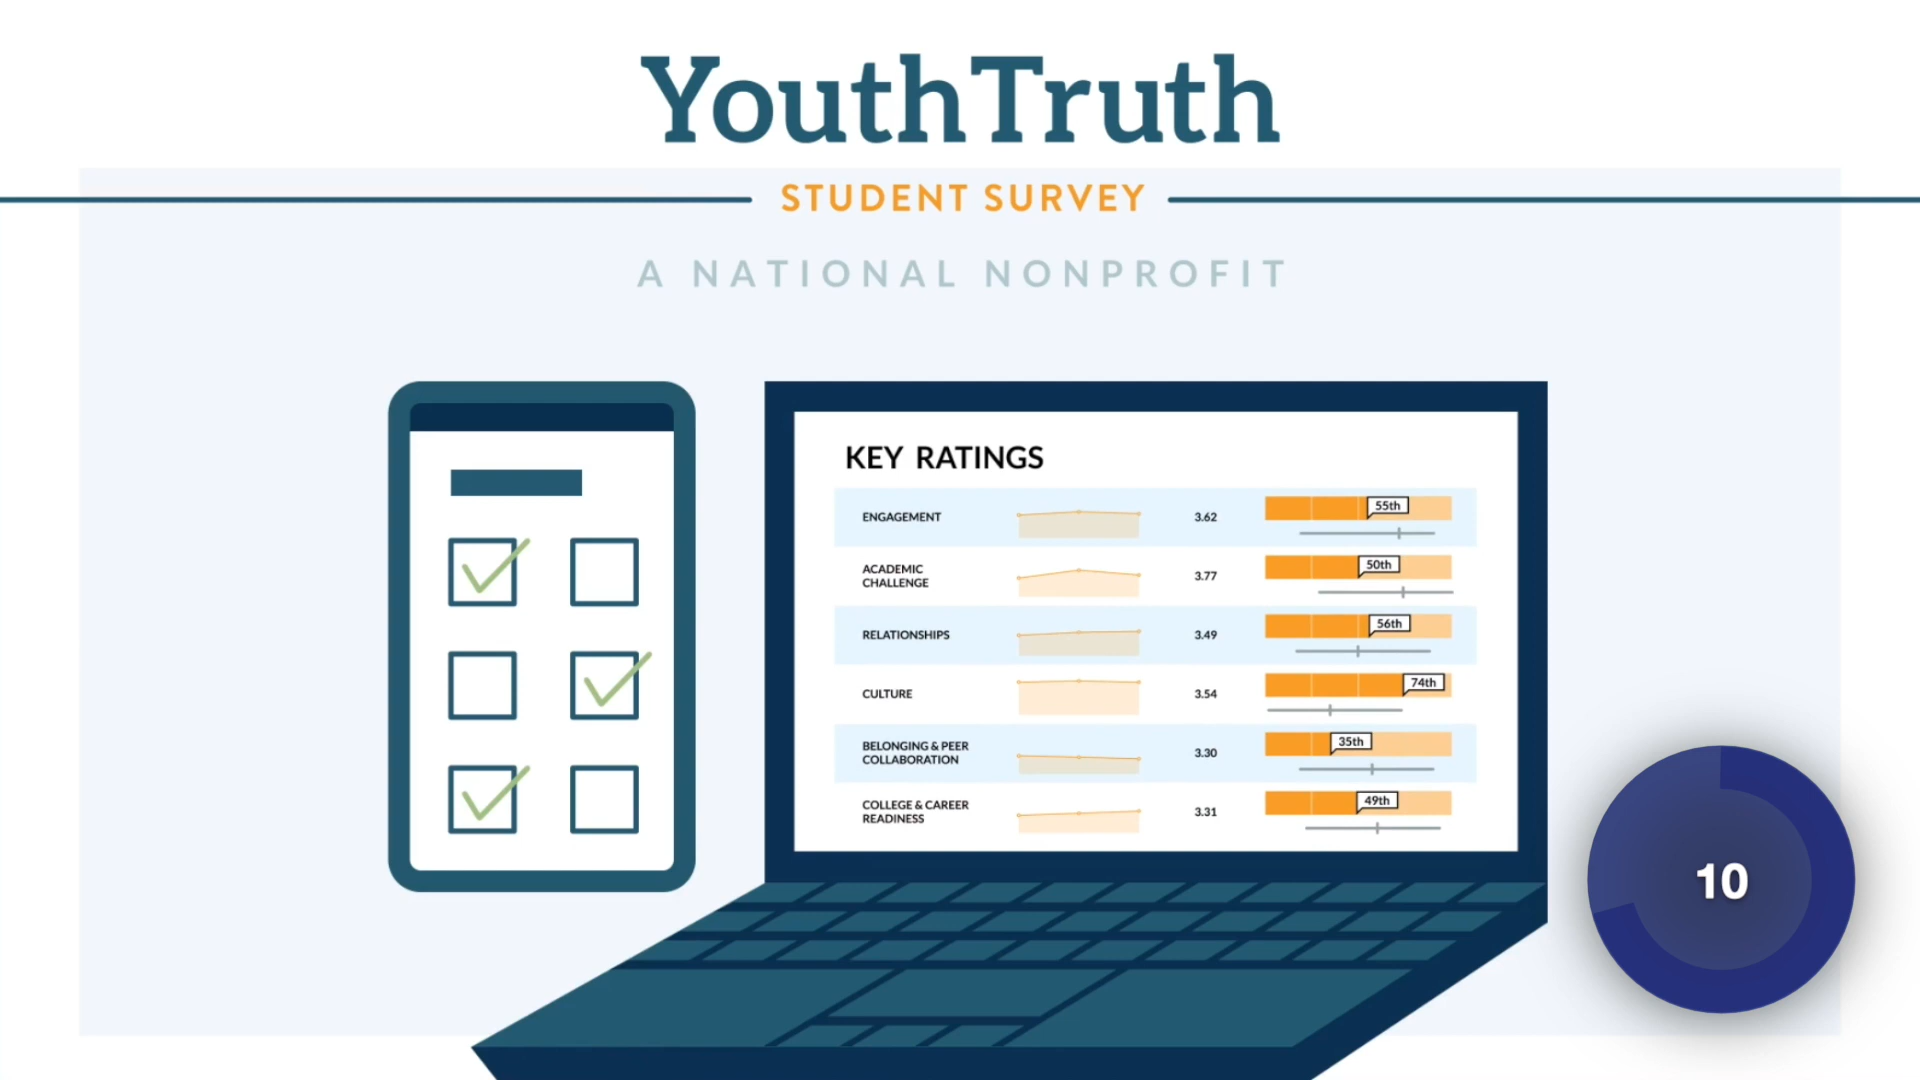 YouthTruth
STUDENT SURVEY
A NATIONAL NONPROFIT
KEY RATINGS
ENGAGEMENT 3.62 55th
ACADEMIC
CHALLENGE 3.77 50th
RELATIONSHIPS 3.49 56th
CULTURE 3.54 74th
BELONGING & PEER
COLLABORATION 3.30 35th
COLLEGE & CAREER
READINESS 3.31 49th
10